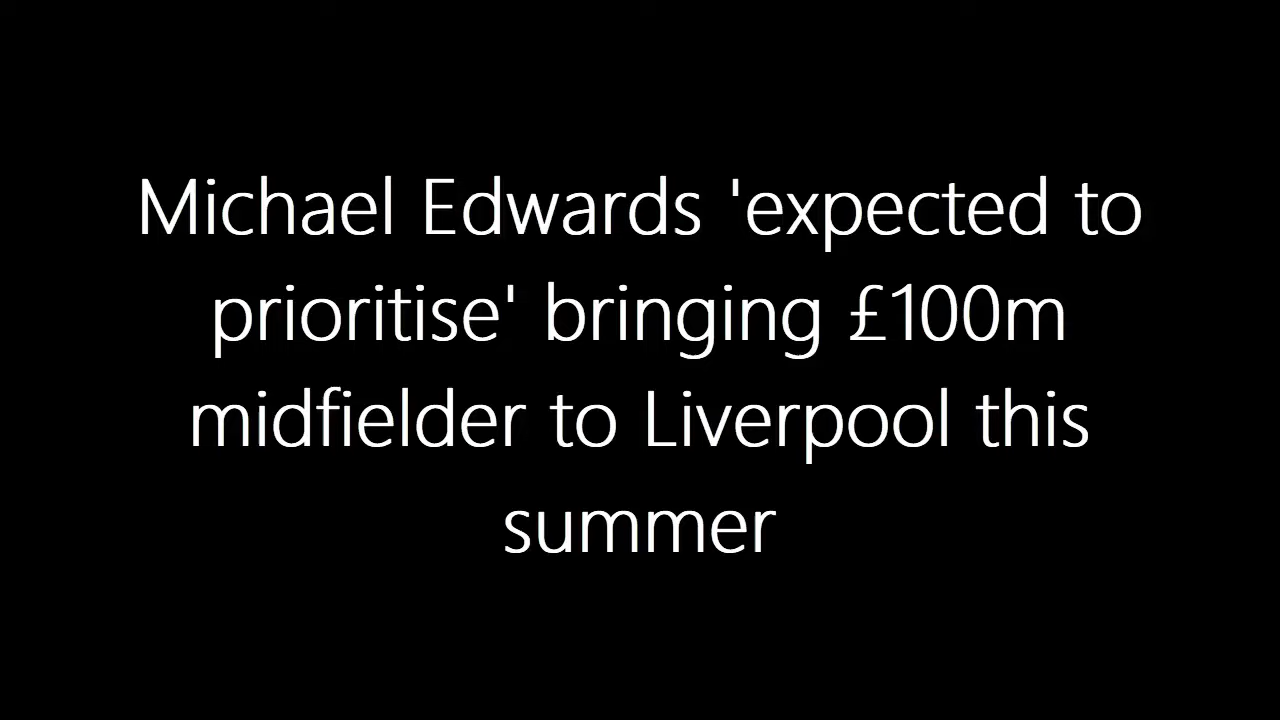 Michael Edwards 'expected to
prioritise' bringing £100m
midfielder to Liverpool this
summer